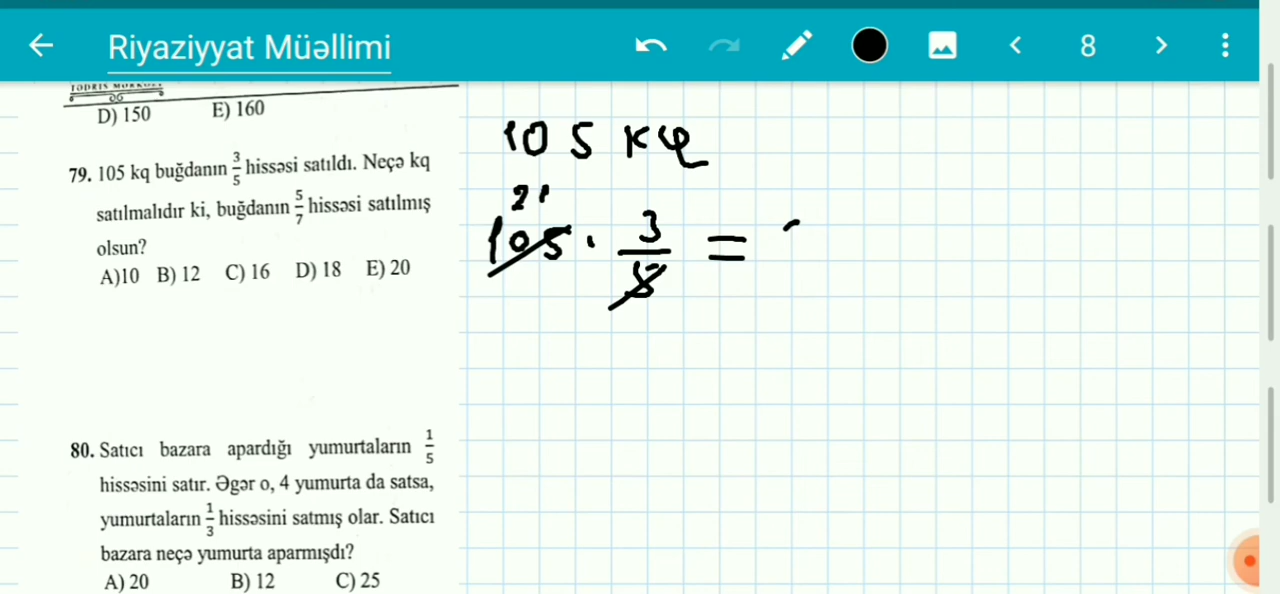 Riyaziyyat Müəllimi
8
TƏDRİS MƏRKƏZİ
D) 150 E) 160
79. 105 kq buğdanın 3/5 hissəsi satıldı. Neçə kq
satılmalıdır ki, buğdanın 5/7 hissəsi satılmış
olsun?
A)10 B) 12 C) 16 D) 18 E) 20
80. Satıcı bazara apardığı yumurtaların 1/5
hissəsini satır. Əgər o, 4 yumurta da satsa,
yumurtaların 1/3 hissəsini satmış olar. Satıcı
bazara neçə yumurta aparmışdı?
A) 20 B) 12 C) 25
105 kq
21
105 · 3/5 =